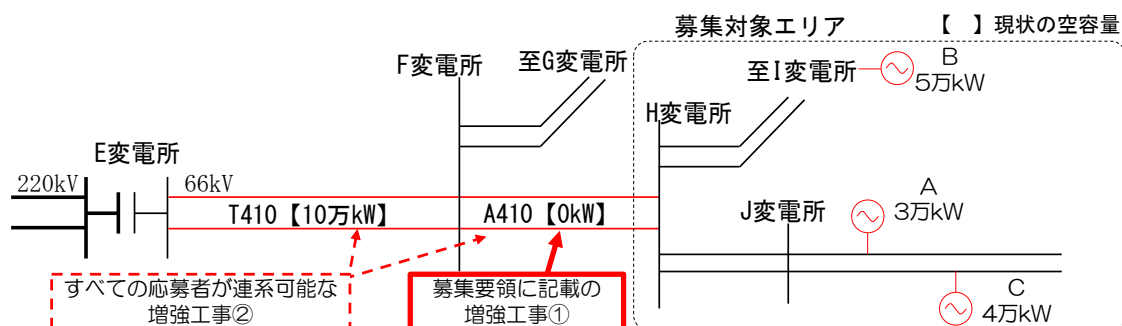 募集対象エリア
【　】現状の空容量
F変電所
至G変電所
至I変電所
B
5万kW
H変電所
E変電所
220kV
66kV
T410【10万kW】
A410【0kW】
J変電所
A
3万kW
C
4万kW
すべての応募者が連系可能な
増強工事②
募集要領に記載の
増強工事①